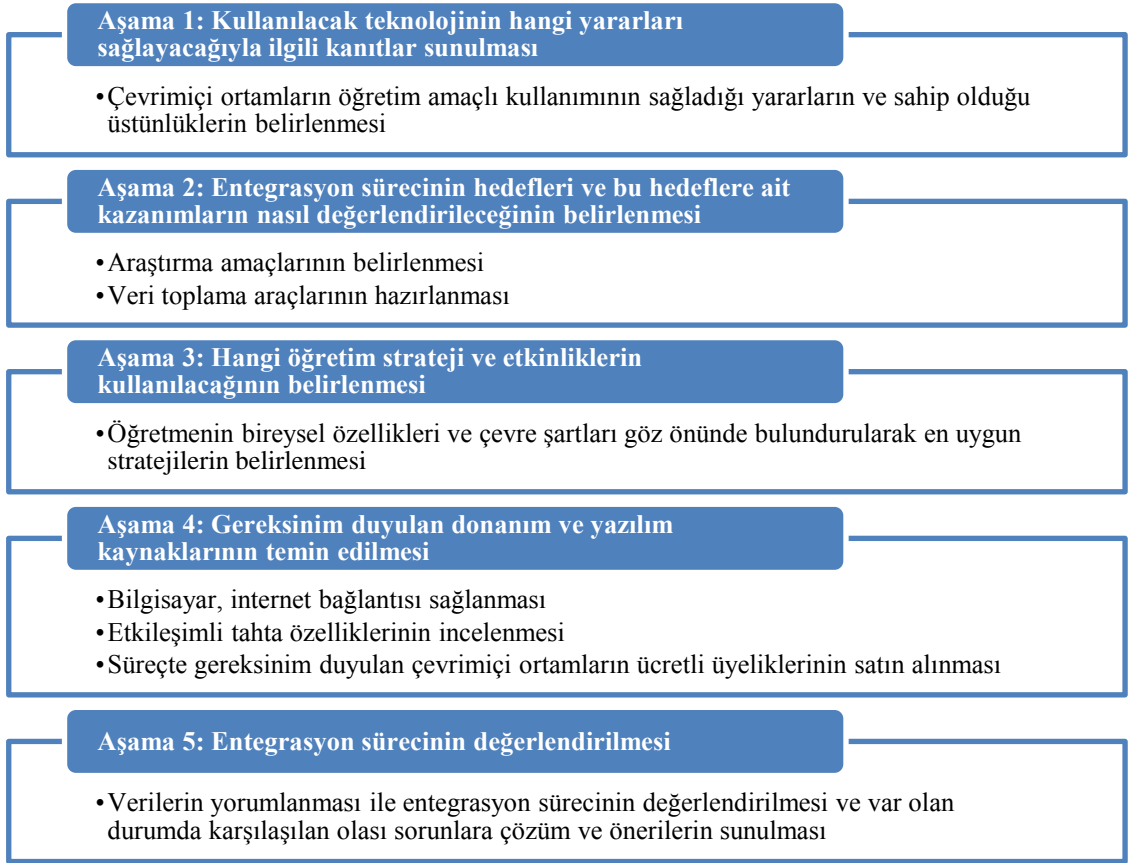 Aşama 1: Kullanılacak teknolojinin hangi yararları
sağlayacağıyla ilgili kanıtlar sunulması
•Çevrimiçi ortamların öğretim amaçlı kullanımının sağladığı yararların ve sahip olduğu
üstünlüklerin belirlenmesi
Aşama 2: Entegrasyon sürecinin hedefleri ve bu hedeflere ait
kazanımların nasıl değerlendirileceğinin belirlenmesi
•Araştırma amaçlarının belirlenmesi
•Veri toplama araçlarının hazırlanması
Aşama 3: Hangi öğretim strateji ve etkinliklerin
kullanılacağının belirlenmesi
•Öğretmenin bireysel özellikleri ve çevre şartları göz önünde bulundurularak en uygun
stratejilerin belirlenmesi
Aşama 4: Gereksinim duyulan donanım ve yazılım
kaynaklarının temin edilmesi
•Bilgisayar, internet bağlantısı sağlanması
•Etkileşimli tahta özelliklerinin incelenmesi
•Süreçte gereksinim duyulan çevrimiçi ortamların ücretli üyeliklerinin satın alınması
Aşama 5: Entegrasyon sürecinin değerlendirilmesi
•Verilerin yorumlanması ile entegrasyon sürecinin değerlendirilmesi ve var olan
durumda karşılaşılan olası sorunlara çözüm ve önerilerin sunulması